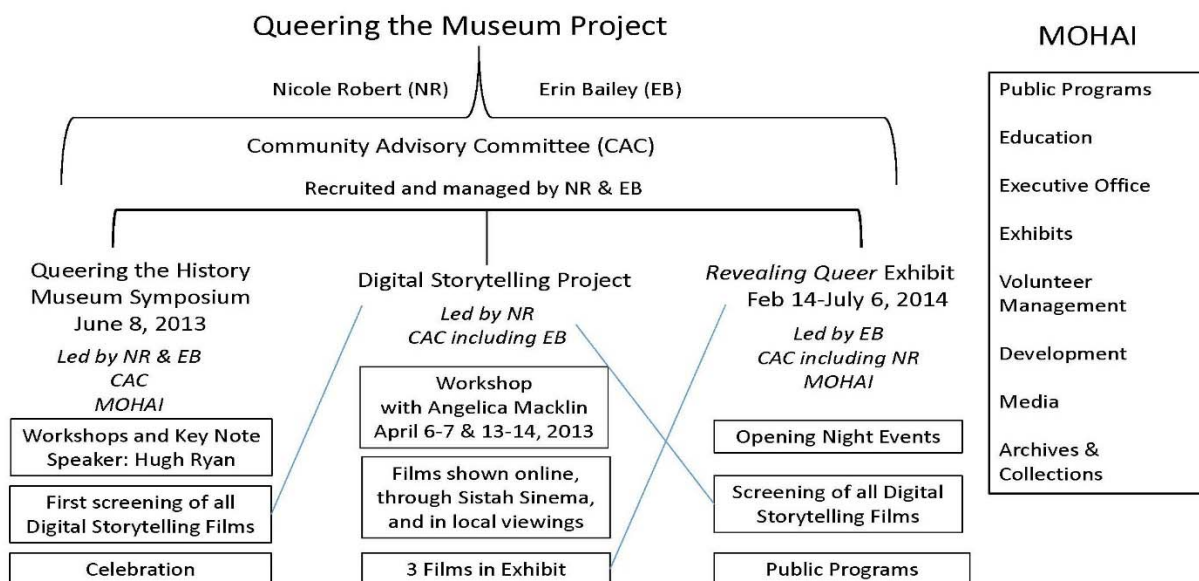 Queering the Museum Project
Nicole Robert (NR)
Erin Bailey (EB)
Community Advisory Committee (CAC)
Recruited and managed by NR & EB
Queering the History
Museum Symposium
June 8, 2013
Led by NR & EB
CAC
MOHAI
Workshops and Key Note
Speaker: Hugh Ryan
First screening of all
Digital Storytelling Films
Celebration
Digital Storytelling Project
Led by NR
CAC including EB
Workshop
with Angelica Macklin
April 6-7 & 13-14, 2013
Films shown online,
through Sistah Sinema,
and in local viewings
3 Films in Exhibit
Revealing Queer Exhibit
Feb 14-July 6, 2014
Led by EB
CAC including NR
MOHAI
Opening Night Events
Screening of all Digital
Storytelling Films
Public Programs
MOHAI
Public Programs
Education
Executive Office
Exhibits
Volunteer
Management
Development
Media
Archives &
Collections